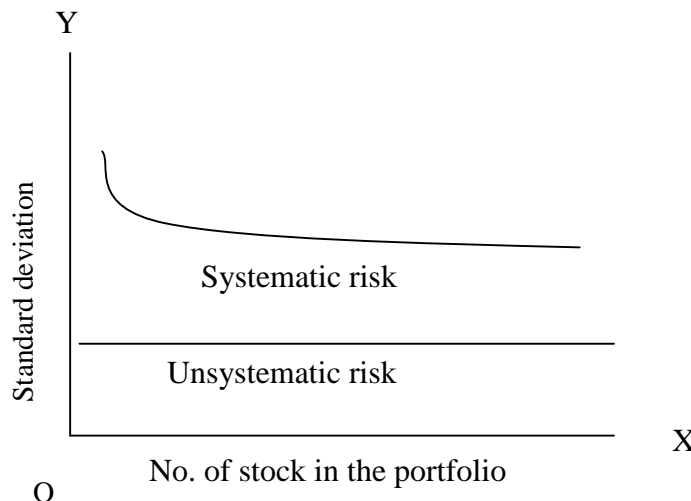 Y
Standard deviation
Systematic risk
Unsystematic risk
X
No. of stock in the portfolio
O